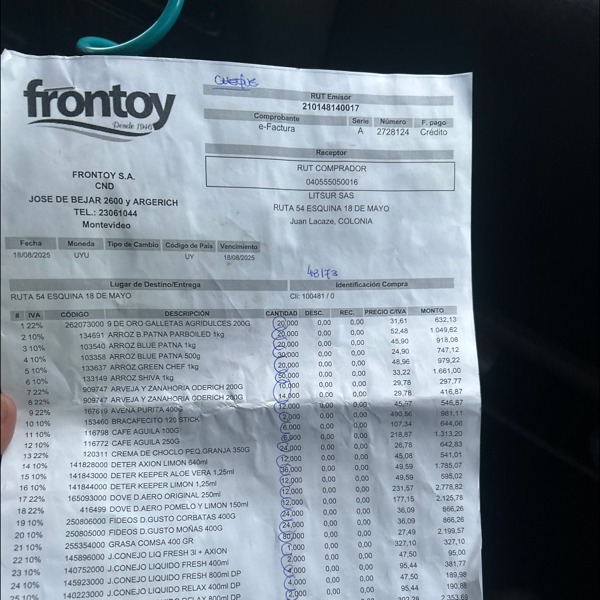 frontoy
Desde 1946
RUT Emisor
210148140017
Comprobante Serie Número F. pago
e-Factura A 2728124 Crédito
Receptor
RUT COMPRADOR
040555050016
LITSUR SAS
RUTA 54 ESQUINA 18 DE MAYO
Juan Lacaze, COLONIA
FRONTOY S.A.
CND
JOSE DE BEJAR 2600 y ARGERICH
TEL.: 23061044
Montevideo
Fecha Moneda Tipo de Cambio Código de País Vencimiento
18/08/2025 UYU UY 18/08/2025
48173
Lugar de Destino/Entrega Identificación Compra
RUTA 54 ESQUINA 18 DE MAYO Cli: 100481 / 0
# IVA CÓDIGO DESCRIPCIÓN CANTIDAD DESC. REC. PRECIO C/IVA MONTO
1 22% 262073000 9 DE ORO GALLETAS AGRIDULCES 200G 20,000 0,00 0,00 31,61 632,13
2 10% 134691 ARROZ B.PATNA PARBOILED 1kg 20,000 0,00 0,00 52,48 1.049,62
3 10% 103540 ARROZ BLUE PATNA 1kg 20,000 0,00 0,00 45,90 918,08
4 10% 103358 ARROZ BLUE PATNA 500g 30,000 0,00 0,00 24,90 747,12
5 10% 133637 ARROZ GREEN CHEF 1kg 20,000 0,00 0,00 48,96 979,22
6 10% 133149 ARROZ SHIVA 1kg 50,000 0,00 0,00 33,22 1.661,00
7 22% 909747 ARVEJA Y ZANAHORIA ODERICH 200G 10,000 0,00 0,00 29,78 297,77
8 22% 909747 ARVEJA Y ZANAHORIA ODERICH 14,000 0,00 0,00 29,78 416,87
9 22% AVENA PURITA 400G 12,000 0,00 546,87
10 10% 153460 BRACAFECITO 120 STICK 0,00 0,00 490,56 981,11
11 10% 116798 CAFE AGUILA 100G 0,00 0,00 107,34 644,06
12 10% 116772 CAFE AGUILA 250G 0,00 0,00 218,87 1.313,20
13 22% 120311 CREMA DE CHOCLO PEQ.GRANJA 350G 24,000 0,00 0,00 26,78 642,83
14 10% 141828000 DETER AXION LIMON 640ml 12,000 0,00 0,00 45,08 541,01
15 10% 141843000 DETER KEEPER ALOE VERA 1,25ml 36,000 0,00 0,00 49,59 1.785,07
16 10% 141844000 DETER KEEPER LIMON 1,25ml 12,000 0,00 0,00 49,59 595,02
17 22% 165093000 DOVE D.AERO ORIGINAL 250ml 12,000 0,00 0,00 231,57 2.778,82
18 22% 416499 DOVE D.AERO POMELO Y LIMON 150ml 12,000 0,00 0,00 177,15 2.125,78
19 10% 250806000 FIDEOS D.GUSTO CORBATAS 400G 24,000 0,00 0,00 36,09 866,26
20 10% 250805000 FIDEOS D.GUSTO MOÑAS 400G 24,000 0,00 0,00 36,09 866,26
21 10% 255354000 GRASA COMSA 400 GR 80,000 0,00 0,00 27,49 2.199,57
22 10% 145896000 J.CONEJO LIQ FRESH 3l + AXION 1,000 0,00 0,00 327,10 327,10
23 10% 140752000 J.CONEJO LIQUIDO FRESH 400ml 2,000 0,00 0,00 47,50 95,00
24 10% 145923000 J.CONEJO LIQUIDO FRESH 800ml DP 4,000 0,00 0,00 95,44 381,77
25 10% 140223000 J.CONEJO LIQUIDO RELAX 400ml 4,000 0,00 0,00 47,50 189,98
RELAX 800ml DP 2,000 0,00 0,00 95,44 190,88
2.353,69